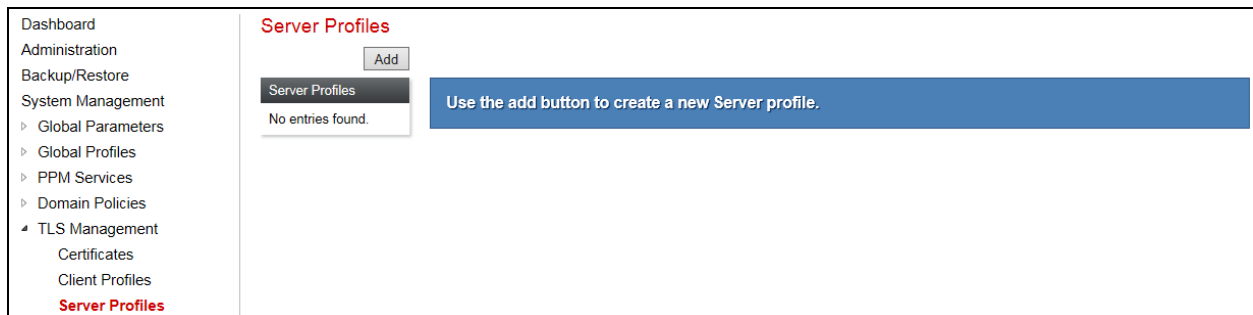 Dashboard
Administration
Backup/Restore
System Management
Global Parameters
Global Profiles
PPM Services
Domain Policies
TLS Management
Certificates
Client Profiles
Server Profiles
Server Profiles
Add
Server Profiles
No entries found.
Use the add button to create a new Server profile.